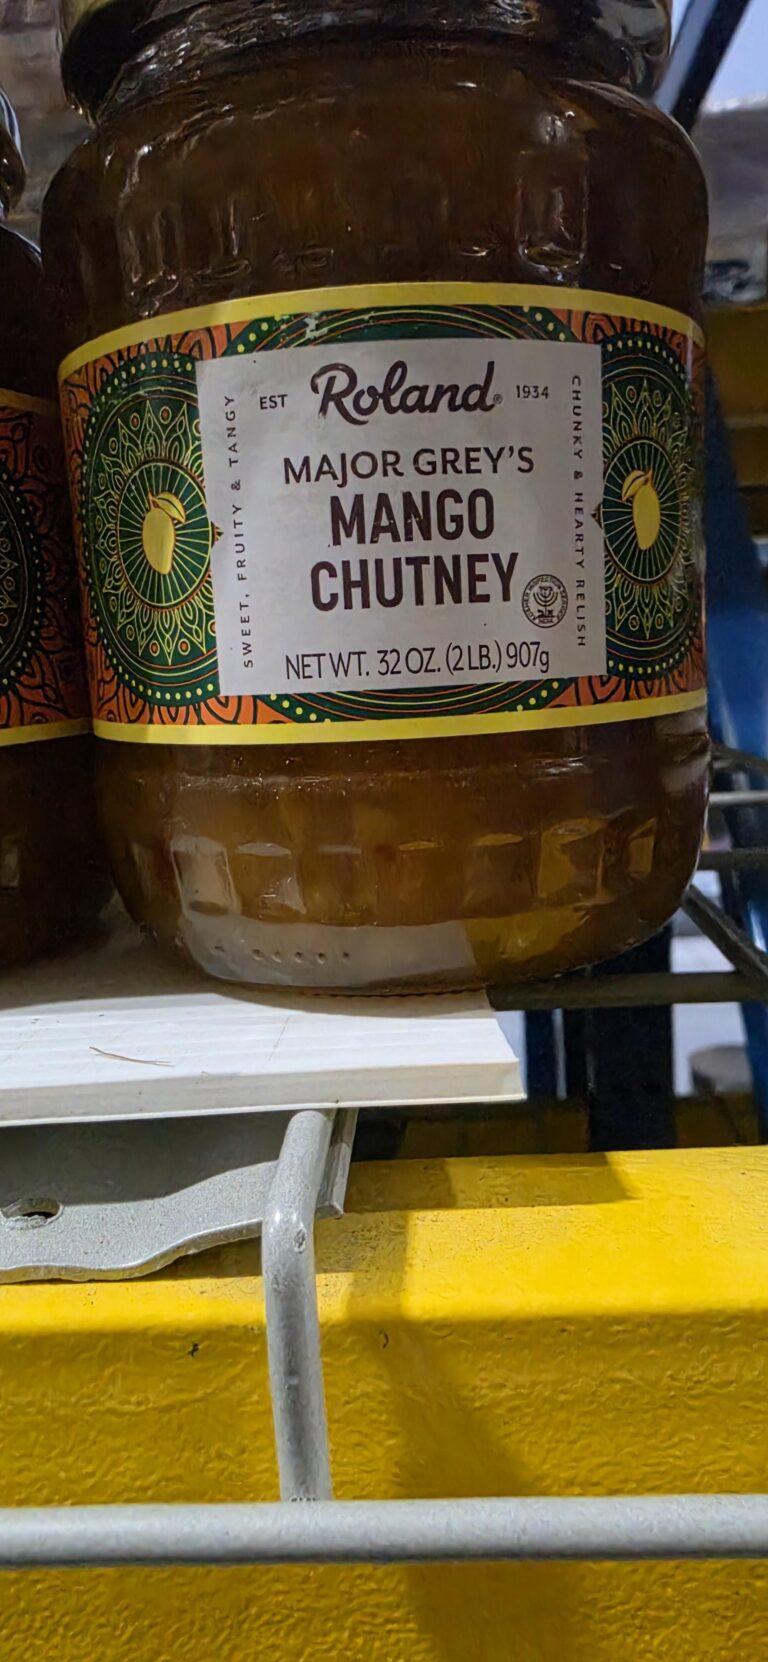 EST Roland® 1934
MAJOR GREY'S
MANGO
CHUTNEY
NET WT. 32 OZ. (2 LB.) 907g
SWEET, FRUITY & TANGY
CHUNKY & HEARTY RELISH